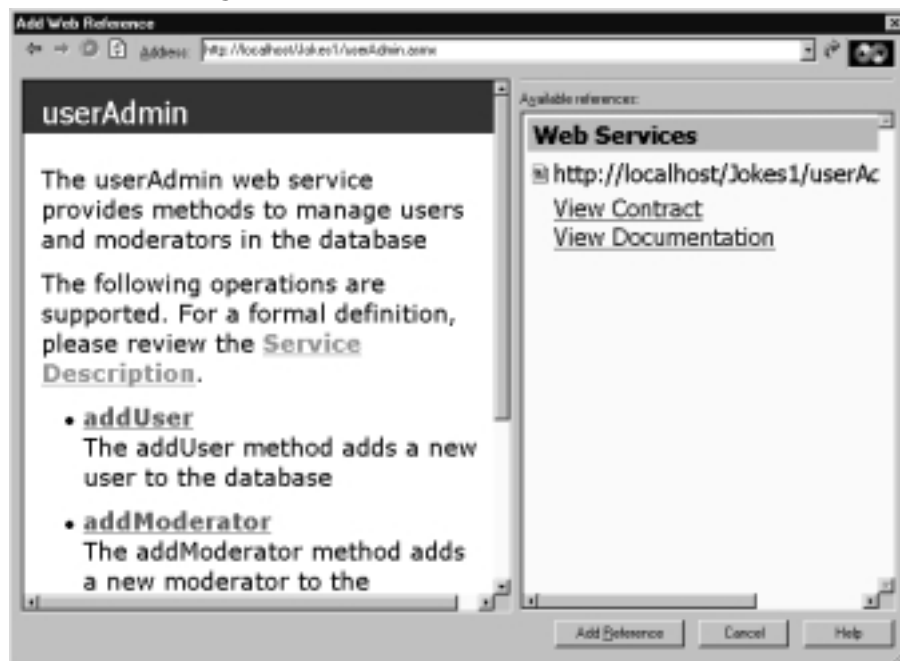 Add Web Reference
Address: http://localhost/Jokes1/userAdmin.asmx
userAdmin
The userAdmin web service
provides methods to manage users
and moderators in the database
The following operations are
supported. For a formal definition,
please review the Service
Description.
• addUser
The addUser method adds a new
user to the database
• addModerator
The addModerator method adds
a new moderator to the
Available references:
Web Services
http://localhost/Jokes1/userAc
View Contract
View Documentation
Add Reference Cancel Help